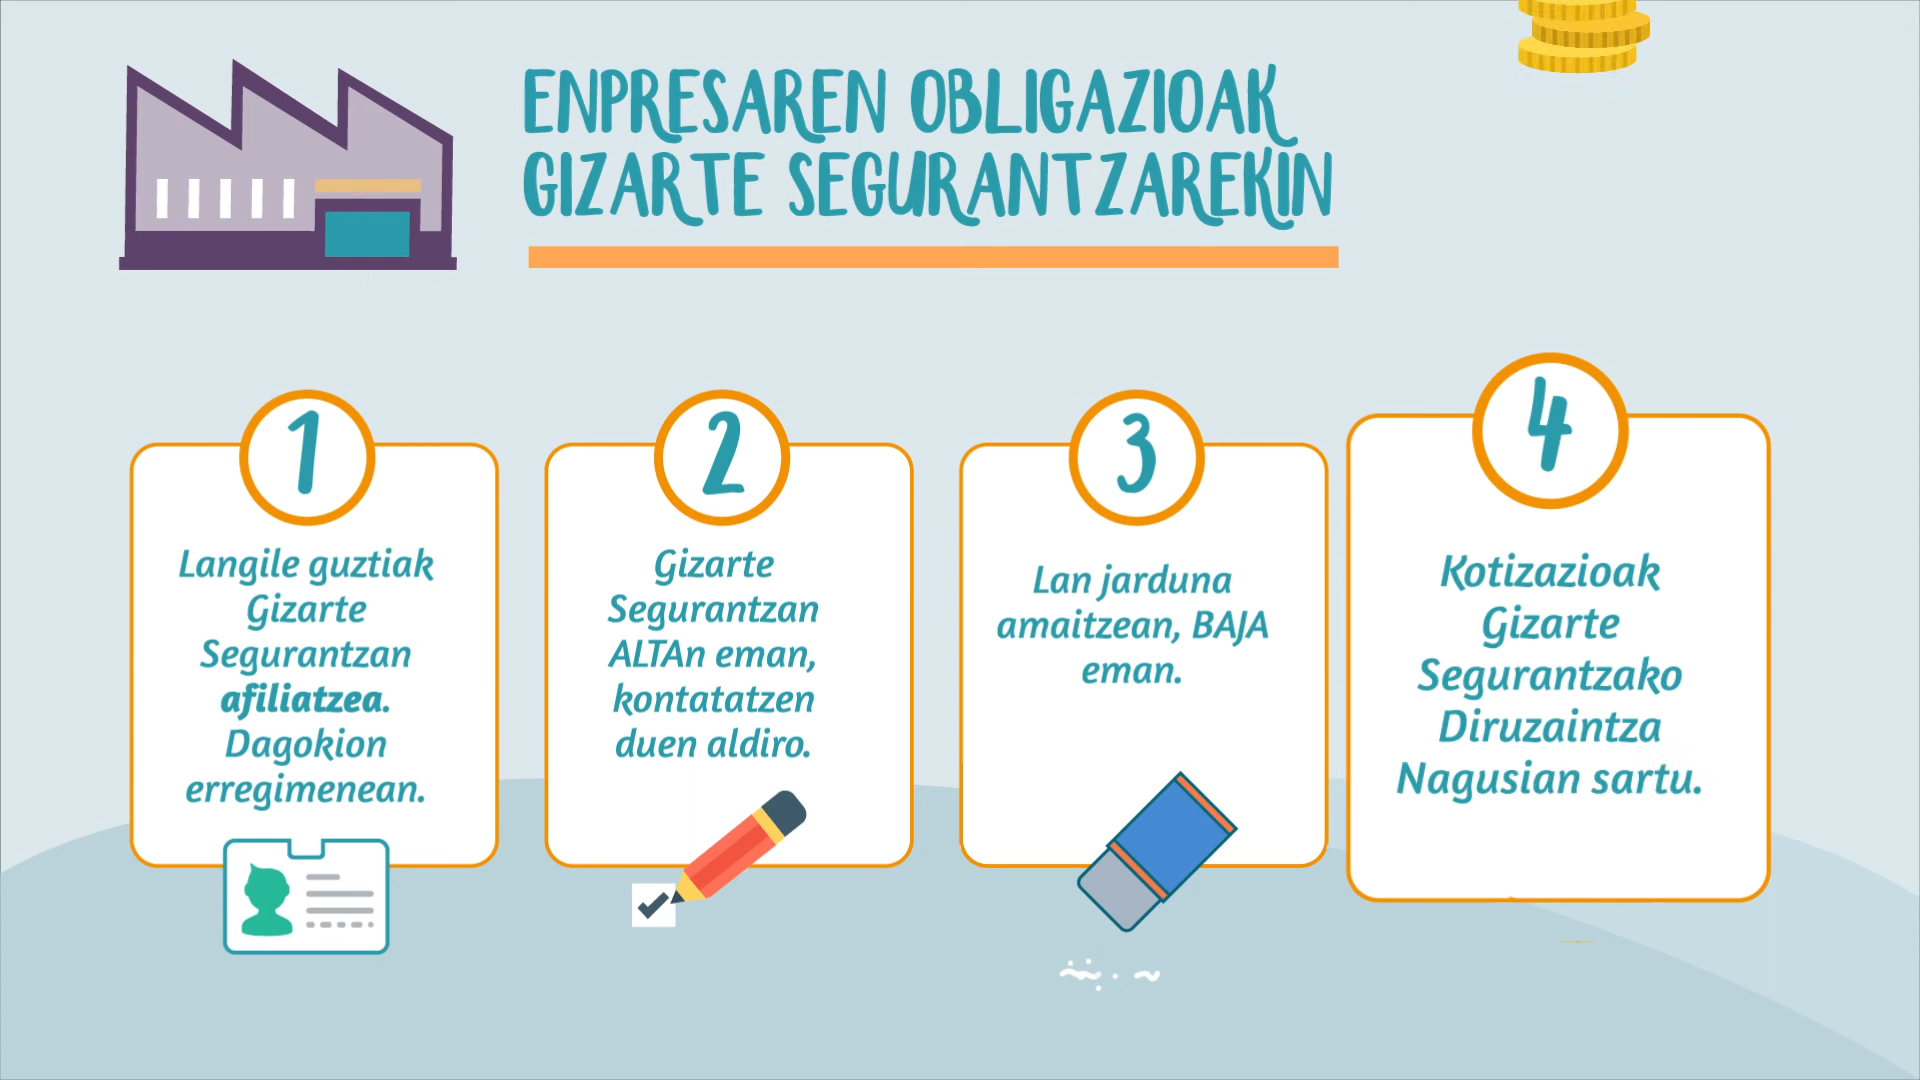 ENPRESAREN OBLIGAZIOAK
GIZARTE SEGURANTZAREKIN
1
Langile guztiak
Gizarte
Segurantzan
afiliatzea.
Dagokion
erregimenean.
2
Gizarte
Segurantzan
ALTAn eman,
kontatatzen
duen aldiro.
3
Lan jarduna
amaitzean, BAJA
eman.
4
Kotizazioak
Gizarte
Segurantzako
Diruzaintza
Nagusian sartu.